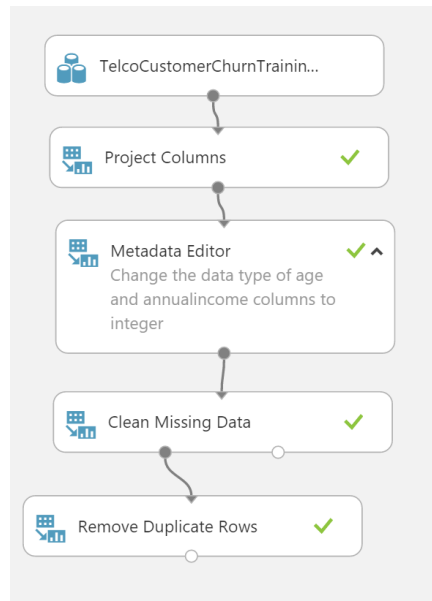 TelcoCustomerChurnTrainin...
Project Columns
Metadata Editor
Change the data type of age
and annualincome columns to
integer
Clean Missing Data
Remove Duplicate Rows